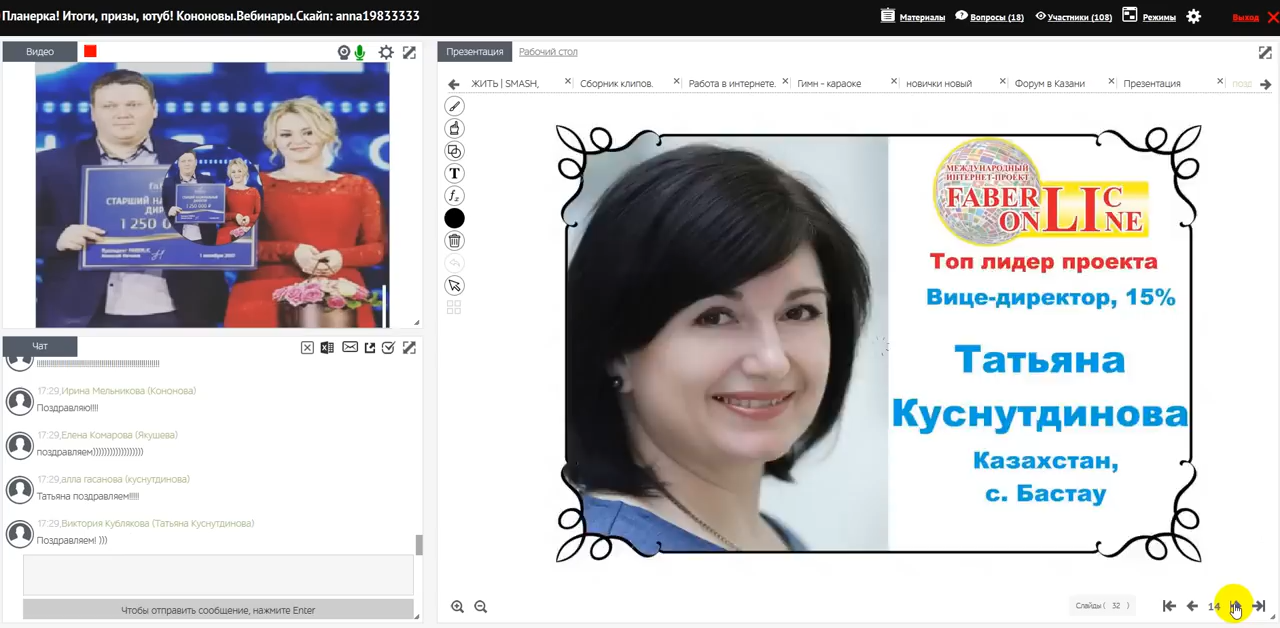 Планерка! Итоги, призы, ютуб! Кононовы.Вебинары.Скайп: anna19833333
Материалы
Вопросы (18)
Участники (108)
Режимы
Выход
Видео
СТАРШИЙ
1 250 0
1 250 000 ₽
Чат
!!!!!!!!!!!!!!!!!!!!!!!!!!!!!!!!!!!!!!!!!!!!!!!!!!!!!!!!!!
17:29,Ирина Мельникова (Кононова)
Поздравляю!!!!
17:29,Елена Комарова (Якушева)
поздравляем))))))))))))))))))
17:29,алла гасанова (куснутдинова)
Татьяна поздравляем!!!!!
17:29,Виктория Кублякова (Татьяна Куснутдинова)
Поздравляем! )))
Чтобы отправить сообщение, нажмите Enter
Презентация
Рабочий стол
ЖИТЬ | SMASH,
Сборник клипов.
Работа в интернете.
Гимн - караоке
новички новый
Форум в Казани
Презентация
позд
T
МЕЖДУНАРОДНЫЙ
ИНТЕРНЕТ-ПРОЕКТ
FABERLIC
ONLINE
Топ лидер проекта
Вице-директор, 15%
Татьяна
Куснутдинова
Казахстан,
с. Бастау
Слайды ( 32 )
14